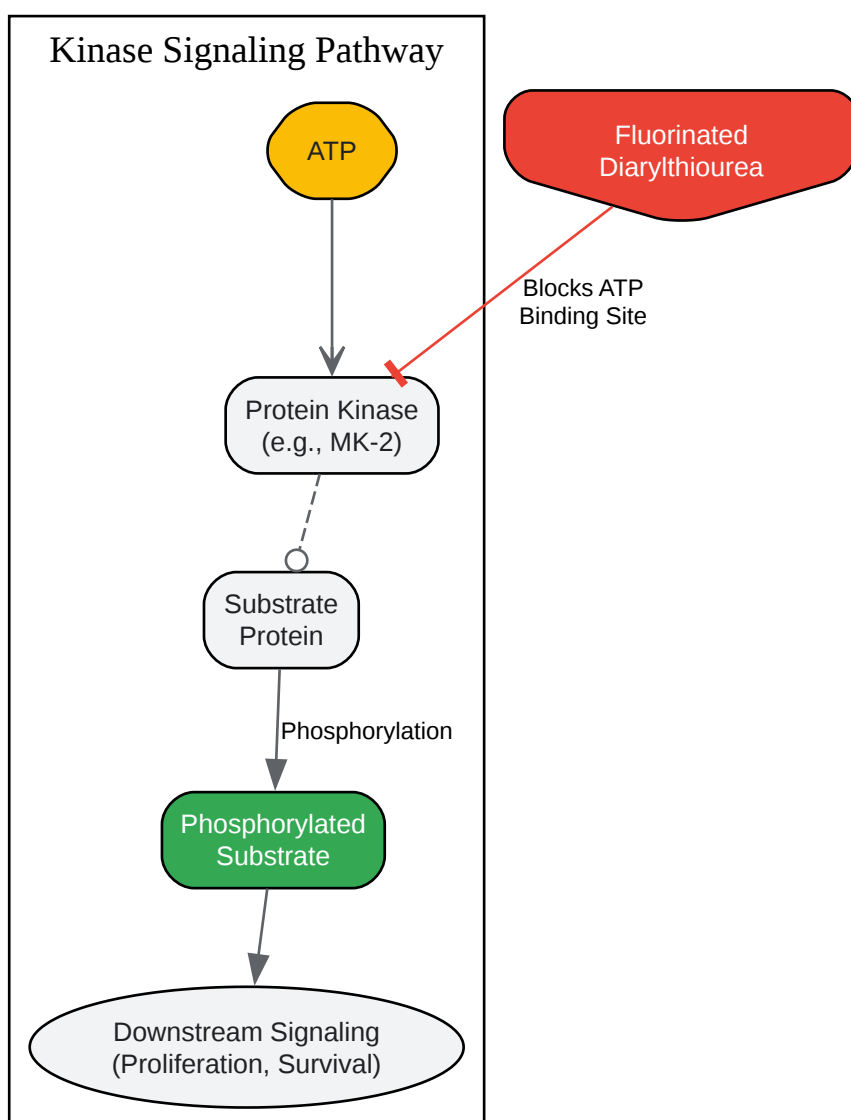 Kinase Signaling Pathway
ATP
Fluorinated
Diarylthiourea
Blocks ATP
Binding Site
Protein Kinase
(e.g., MK-2)
Substrate
Protein
Phosphorylation
Phosphorylated
Substrate
Downstream Signaling
(Proliferation, Survival)